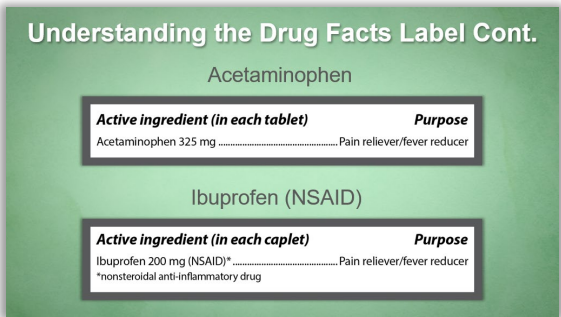 Understanding the Drug Facts Label Cont.
Acetaminophen
Active ingredient (in each tablet) Purpose
Acetaminophen 325 mg ................................................ Pain reliever/fever reducer
Ibuprofen (NSAID)
Active ingredient (in each caplet) Purpose
Ibuprofen 200 mg (NSAID)* .......................................... Pain reliever/fever reducer
*nonsteroidal anti-inflammatory drug